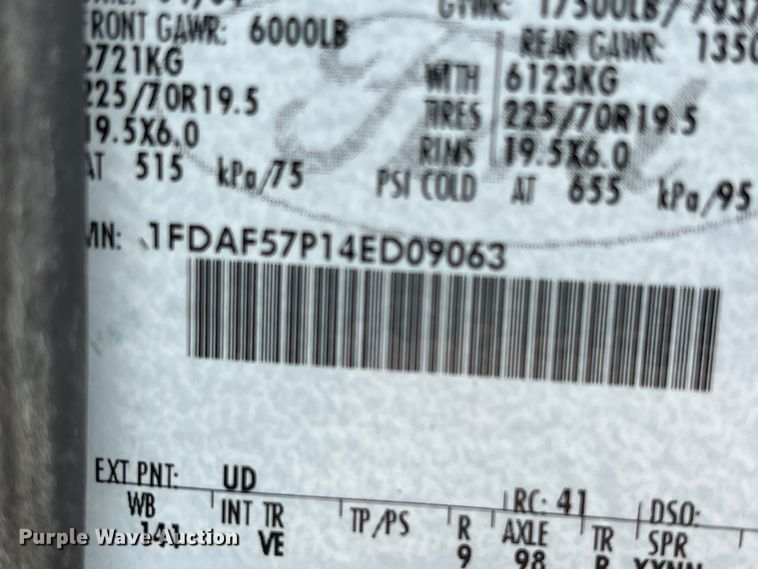 FRONT GAWR: 6000LB
REAR GAWR: 1350
2721KG WITH 6123KG
225/70R19.5 TIRES 225/70R19.5
19.5X6.0 RIMS 19.5X6.0
AT 515 kPa/75 PSI COLD AT 655 kPa/95
VIN: 1FDAF57P14ED09063
EXT PNT: UD RC: 41 DSO:
WB INT TR TP/PS R AXLE TR SPR
141 VE 9 98
Purple Wave Auction